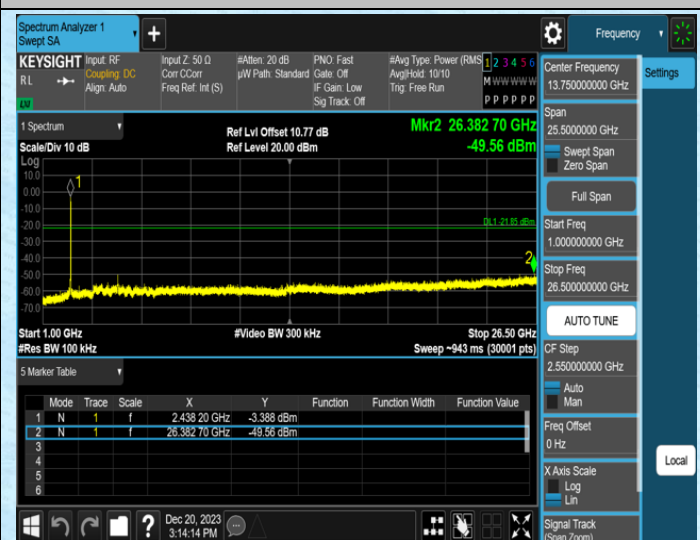 Spectrum Analyzer 1
Swept SA
+
Frequency
KEYSIGHT
RL
LXI
Input: RF
Coupling: DC
Align: Auto
Input Z: 50 Ω
Corr CCorr
Freq Ref: Int (S)
#Atten: 20 dB
µW Path: Standard
PNO: Fast
Gate: Off
IF Gain: Low
Sig Track: Off
#Avg Type: Power (RMS
Avg|Hold: 10/10
Trig: Free Run
1 2 3 4 5 6
M W W W W W
P P P P P P
1 Spectrum
Scale/Div 10 dB
Ref Lvl Offset 10.77 dB
Ref Level 20.00 dBm
Mkr2 26.382 70 GHz
-49.56 dBm
Log
10.0
0.00
-10.0
-20.0
-30.0
-40.0
-50.0
-60.0
-70.0
1
DL1 -21.85 dBm
2
Start 1.00 GHz
#Res BW 100 kHz
#Video BW 300 kHz
Stop 26.50 GHz
Sweep ~943 ms (30001 pts)
5 Marker Table
Mode Trace Scale X Y Function Function Width Function Value
1 N 1 f 2.438 20 GHz -3.388 dBm
2 N 1 f 26.382 70 GHz -49.56 dBm
3
4
5
6
?
Dec 20, 2023
3:14:14 PM
Center Frequency
13.750000000 GHz
Span
25.5000000 GHz
Swept Span
Zero Span
Full Span
Start Freq
1.000000000 GHz
Stop Freq
26.500000000 GHz
AUTO TUNE
CF Step
2.550000000 GHz
Auto
Man
Freq Offset
0 Hz
X Axis Scale
Log
Lin
Signal Track
(Span Zoom)
Settings
Local